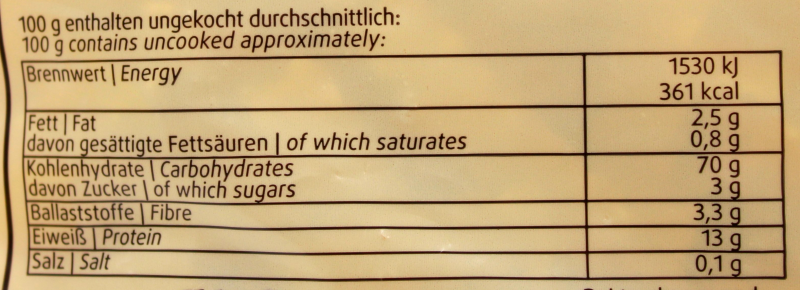 100 g enthalten ungekocht durchschnittlich:
100 g contains uncooked approximately:
Brennwert | Energy 1530 kJ
361 kcal
Fett | Fat 2,5 g
davon gesättigte Fettsäuren | of which saturates 0,8 g
Kohlenhydrate | Carbohydrates 70 g
davon Zucker | of which sugars 3 g
Ballaststoffe | Fibre 3,3 g
Eiweiß | Protein 13 g
Salz | Salt 0,1 g